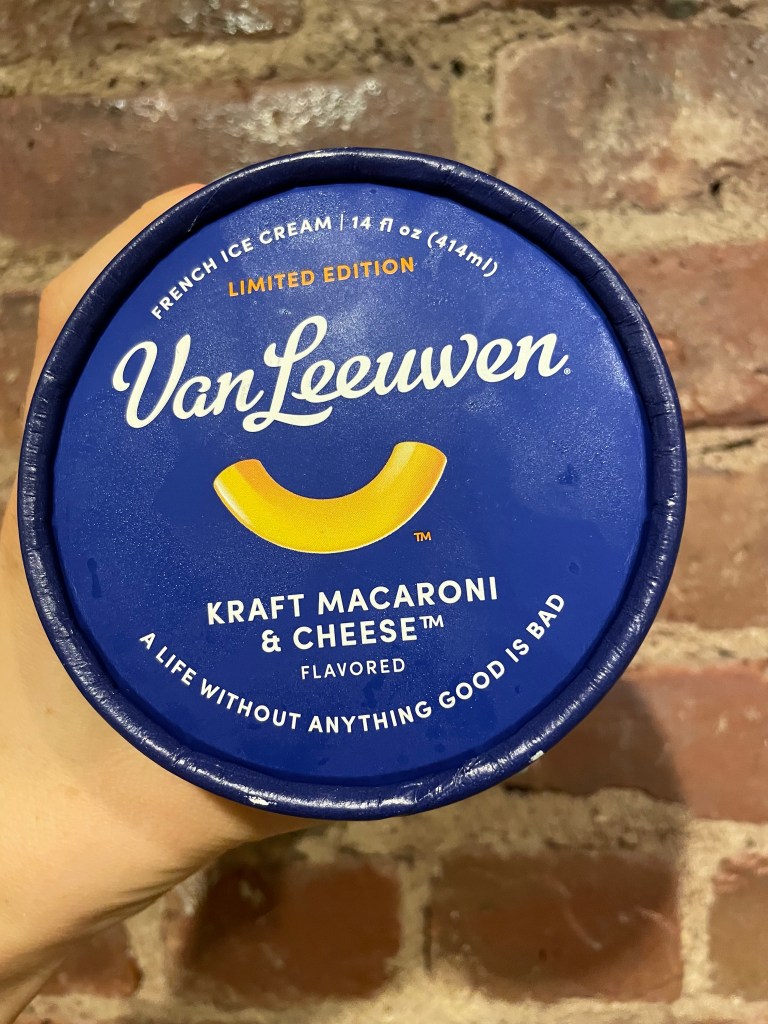 FRENCH ICE CREAM | 14 fl oz (414ml)
LIMITED EDITION
Van Leeuwen®
TM
KRAFT MACARONI
& CHEESE™
FLAVORED
A LIFE WITHOUT ANYTHING GOOD IS BAD